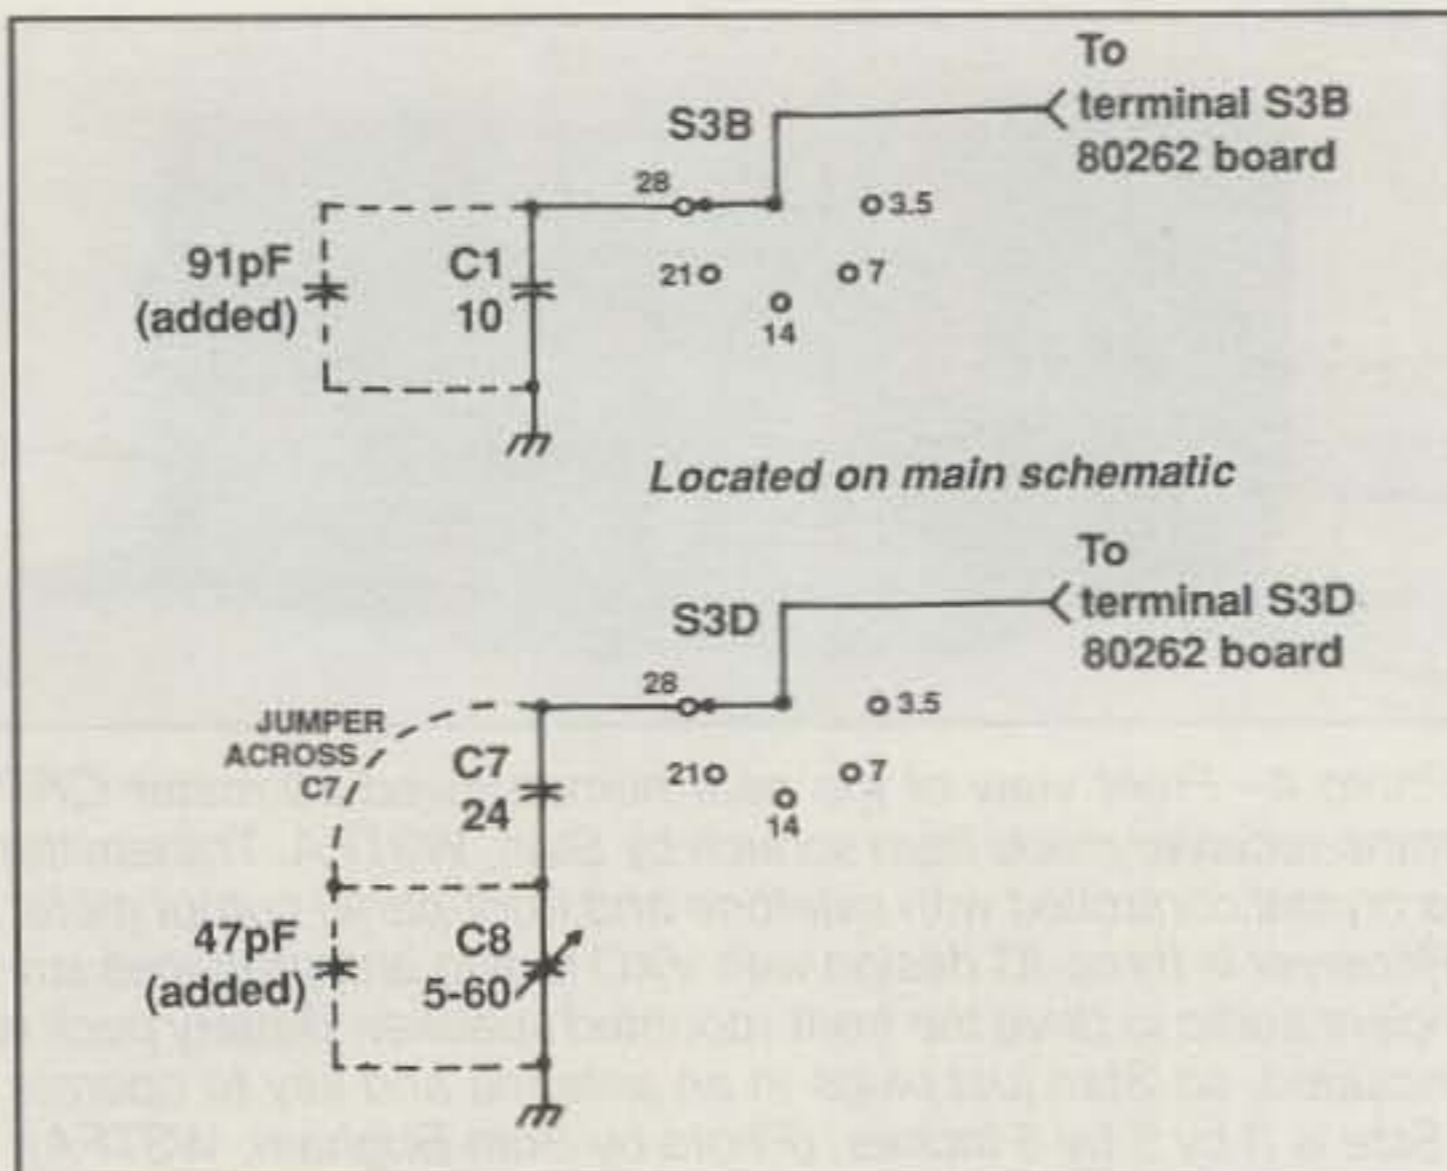 To
terminal S3B
80262 board
S3B
28
3.5
21
7
14
91pF
(added)
C1
10
Located on main schematic
To
terminal S3D
80262 board
S3D
28
3.5
21
7
14
JUMPER
ACROSS
C7
C7
24
47pF
(added)
C8
5-60